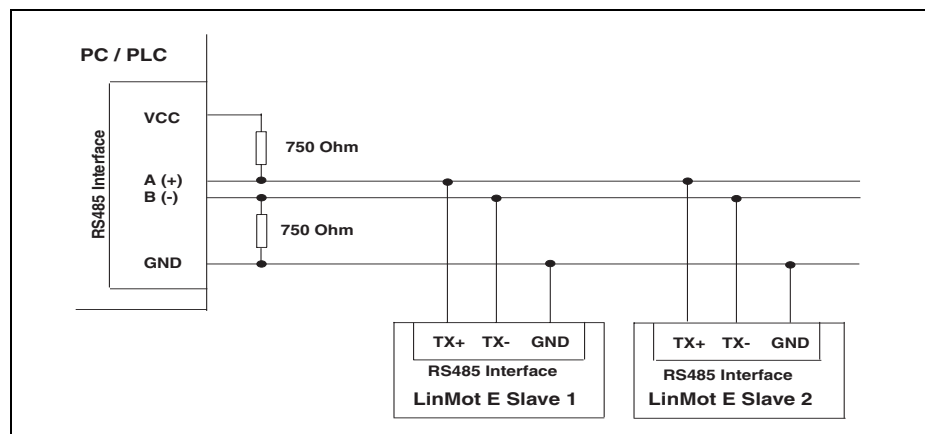 PC / PLC
RS485 Interface
VCC
750 Ohm
A (+)
B (-)
750 Ohm
GND
TX+ TX- GND
RS485 Interface
LinMot E Slave 1
TX+ TX- GND
RS485 Interface
LinMot E Slave 2